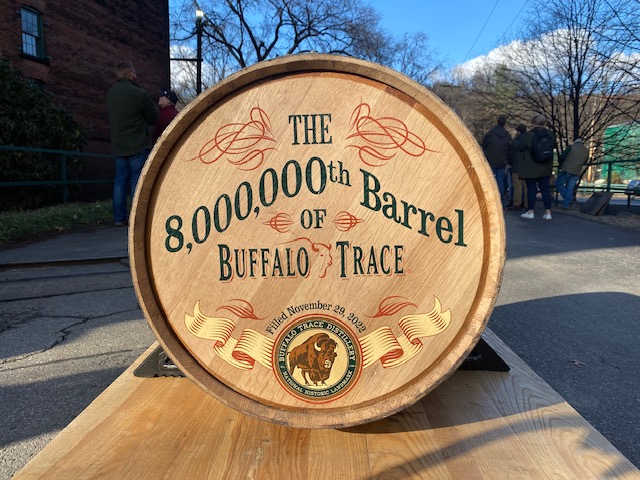 THE
8,000,000th Barrel
OF
BUFFALO TRACE
Filled November 29, 2022
BUFFALO TRACE DISTILLERY
NATIONAL HISTORIC LANDMARK